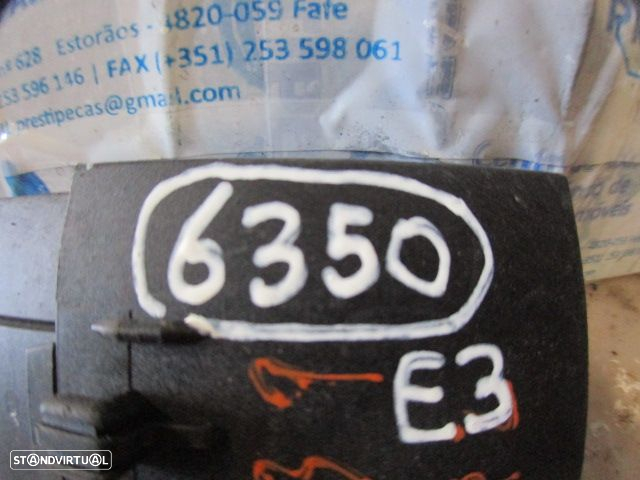 Estorãos - 4820-059 Fafe
nº 628
253 596 146 | FAX (+351) 253 598 061
prestipecas@gmail.com
6350
E3
STANDVIRTUAL